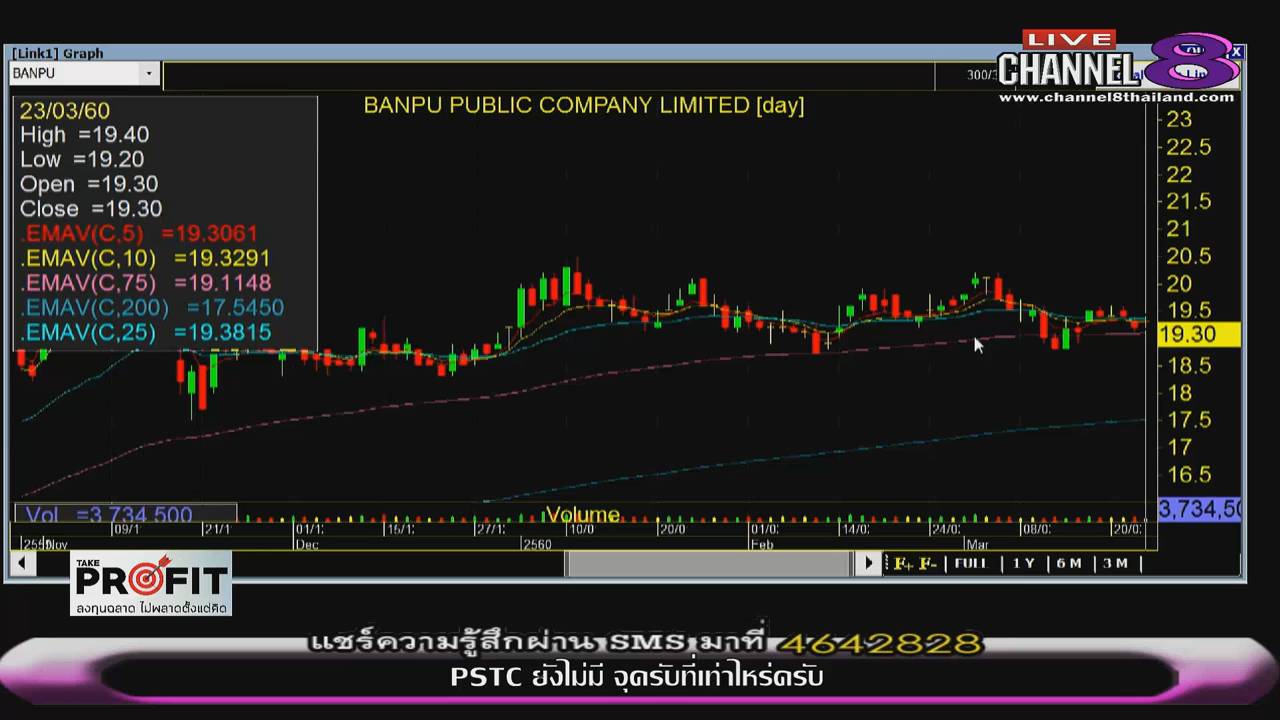 LIVE
CHANNEL 8
www.channel8thailand.com
[Link1] Graph
BANPU
300/3
BANPU PUBLIC COMPANY LIMITED [day]
23/03/60
High =19.40
Low =19.20
Open =19.30
Close =19.30
.EMAV(C,5) =19.3061
.EMAV(C,10) =19.3291
.EMAV(C,75) =19.1148
.EMAV(C,200) =17.5450
.EMAV(C,25) =19.3815
23
22.5
22
21.5
21
20.5
20
19.5
19.30
18.5
18
17.5
17
16.5
Vol =3,734,500
Volume
3,734,50
09/1 21/1 01/1 15/1 27/1 10/0 20/0 01/0 14/0 24/0 08/0 20/0
Nov Dec 2560 Feb Mar
F+ F- FULL 1 Y 6 M 3 M
TAKE
PROFIT
ลงทุนฉลาด ไม่พลาดตั้งแต่คิด
แชร์ความรู้สึกผ่าน SMS มาที่ 4642828
PSTC ยังไม่มี จุดรับที่เท่าไหร่ครับ